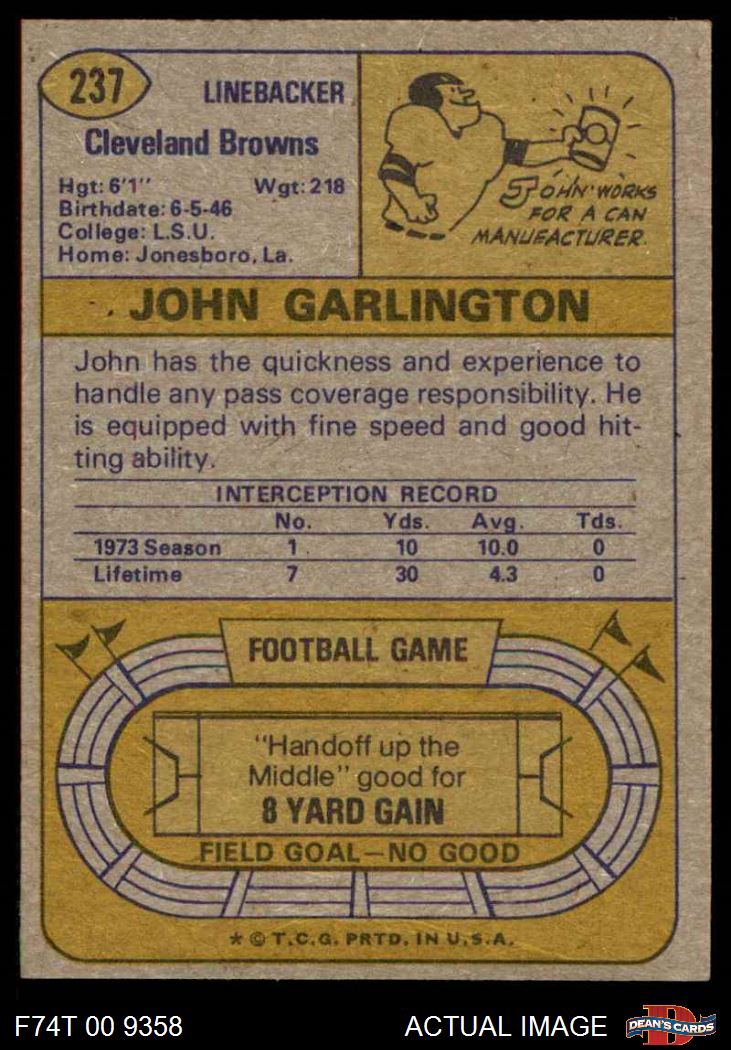 237
LINEBACKER
Cleveland Browns
Hgt: 6'1" Wgt: 218
Birthdate: 6-5-46
College: L.S.U.
Home: Jonesboro, La.
JOHN WORKS
FOR A CAN
MANUFACTURER.
JOHN GARLINGTON
John has the quickness and experience to
handle any pass coverage responsibility. He
is equipped with fine speed and good hit-
ting ability.
INTERCEPTION RECORD
No. Yds. Avg. Tds.
1973 Season 1 10 10.0 0
Lifetime 7 30 4.3 0
FOOTBALL GAME
"Handoff up the
Middle" good for
8 YARD GAIN
FIELD GOAL—NO GOOD
* © T.C.G. PRTD. IN U.S.A.
F74T 00 9358 ACTUAL IMAGE
D
DEAN'S CARDS